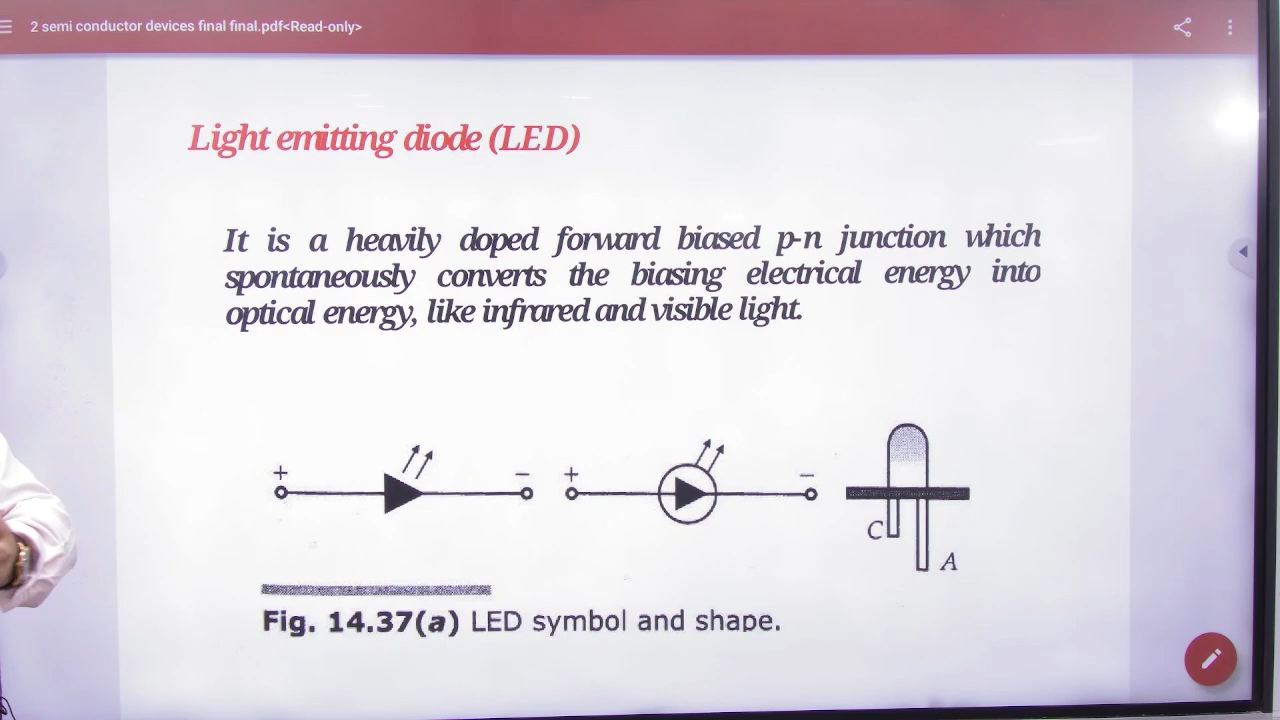 2 semi conductor devices final final.pdf<Read-only>
Light emitting diode (LED)
It is a heavily doped forward biased p-n junction which
spontaneously converts the biasing electrical energy into
optical energy, like infrared and visible light.
+ − + −
C
A
Fig. 14.37(a) LED symbol and shape.